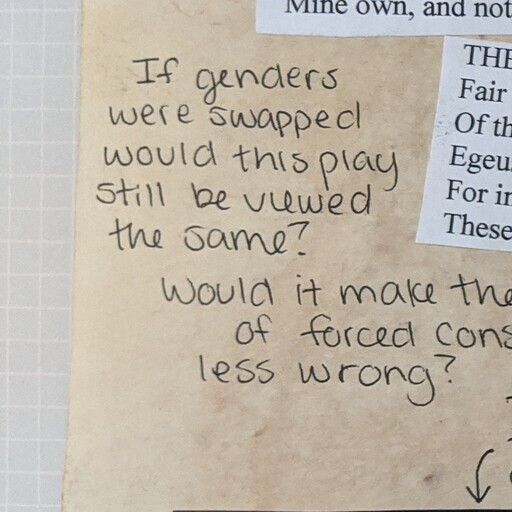 Mine own, and not
If genders
were swapped
would this play
still be viewed
the same?
Would it make the
of forced
less wrong?
THE
Fair
Of th
Egeu
For in
These